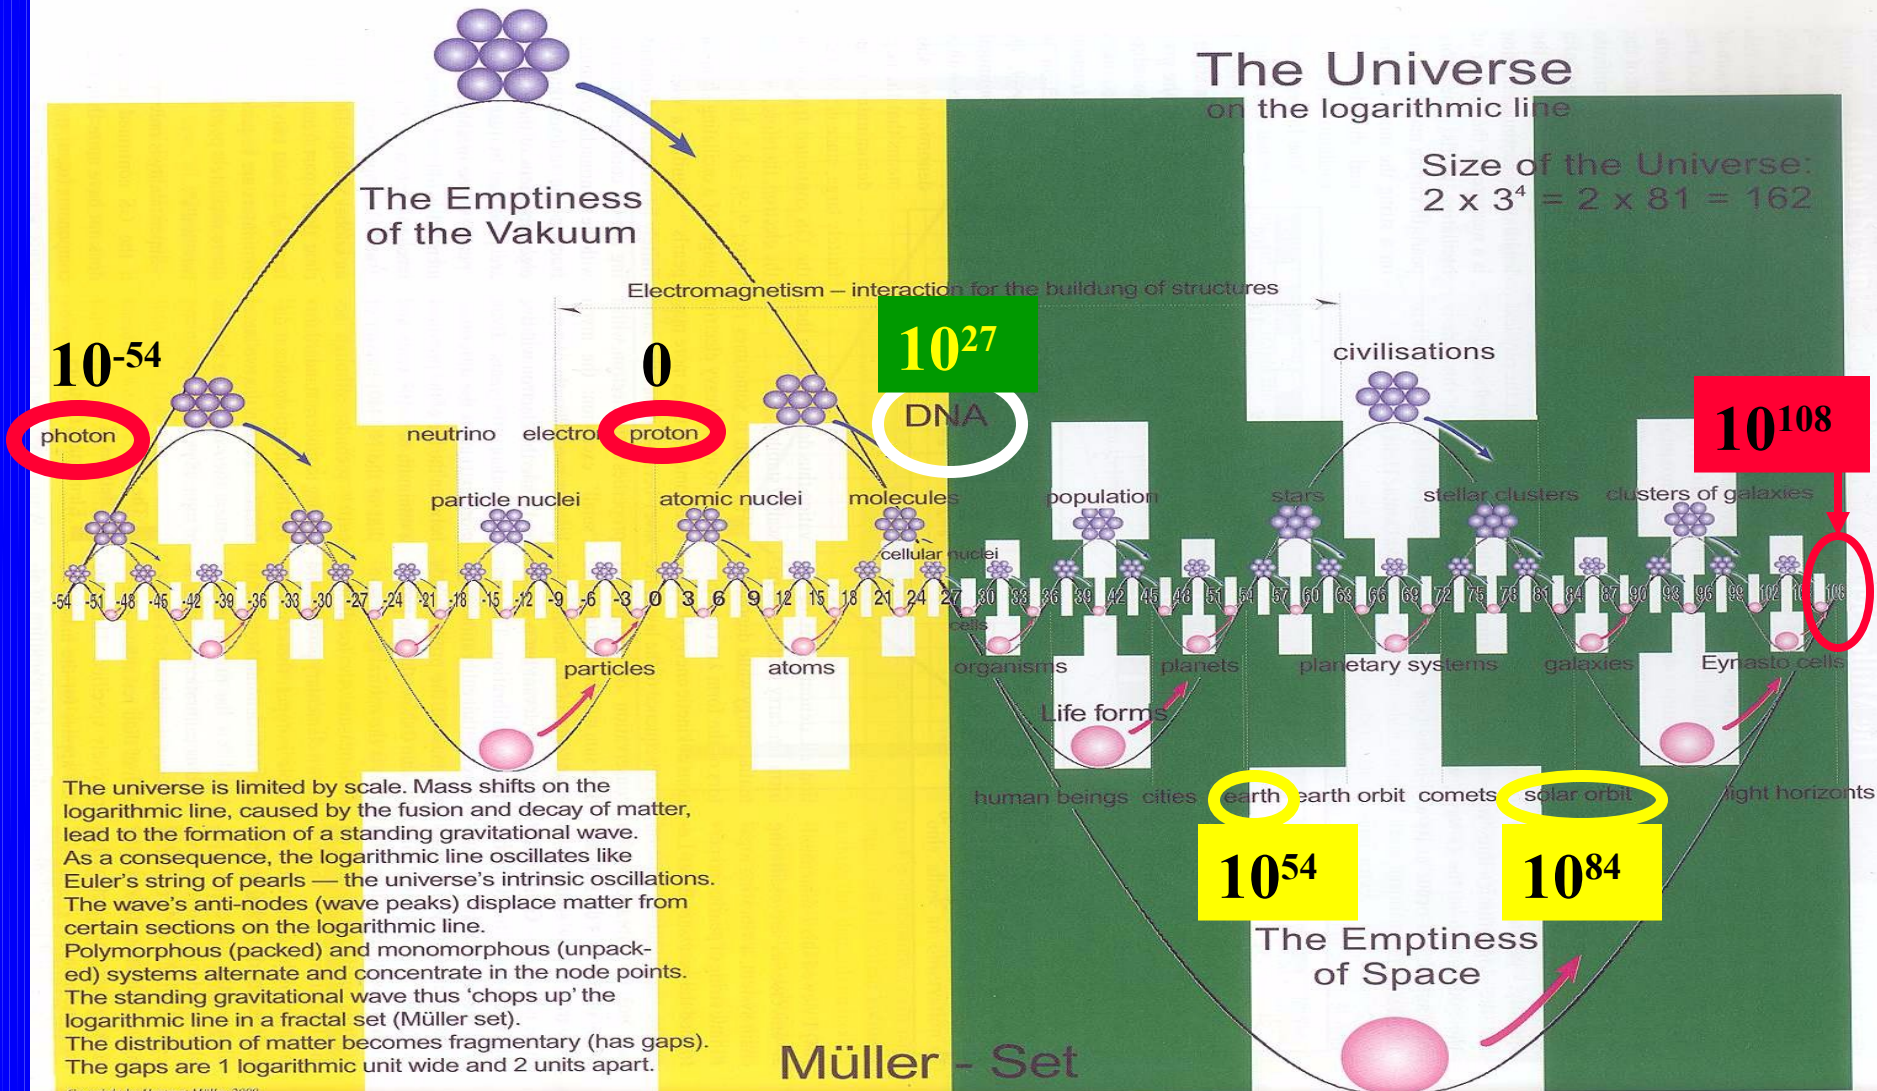 The Universe
on the logarithmic line
Size of the Universe:
2 x 3⁴ = 2 x 81 = 162
The Emptiness
of the Vakuum
Electromagnetism – interaction for the buildung of structures
10⁻⁵⁴
0
10²⁷
civilisations
10¹⁰⁸
photon
neutrino
electron
proton
DNA
particle nuclei
atomic nuclei
molecules
population
stars
stellar clusters
clusters of galaxies
cellular nuclei
-54 -51 -48 -45 -42 -39 -36 -33 -30 -27 -24 -21 -18 -15 -12 -9 -6 -3 0 3 6 9 12 15 18 21 24 27 30 33 36 39 42 45 48 51 54 57 60 63 66 69 72 75 78 81 84 87 90 93 96 99 102 105 108
cells
particles
atoms
organisms
planets
planetary systems
galaxies
Eynasto cells
Life forms
human beings
cities
earth
earth orbit
comets
solar orbit
light horizonts
10⁵⁴
10⁸⁴
The universe is limited by scale. Mass shifts on the
logarithmic line, caused by the fusion and decay of matter,
lead to the formation of a standing gravitational wave.
As a consequence, the logarithmic line oscillates like
Euler's string of pearls — the universe's intrinsic oscillations.
The wave's anti-nodes (wave peaks) displace matter from
certain sections on the logarithmic line.
Polymorphous (packed) and monomorphous (unpack-
ed) systems alternate and concentrate in the node points.
The standing gravitational wave thus 'chops up' the
logarithmic line in a fractal set (Müller set).
The distribution of matter becomes fragmentary (has gaps).
The gaps are 1 logarithmic unit wide and 2 units apart.
The Emptiness
of Space
Müller - Set